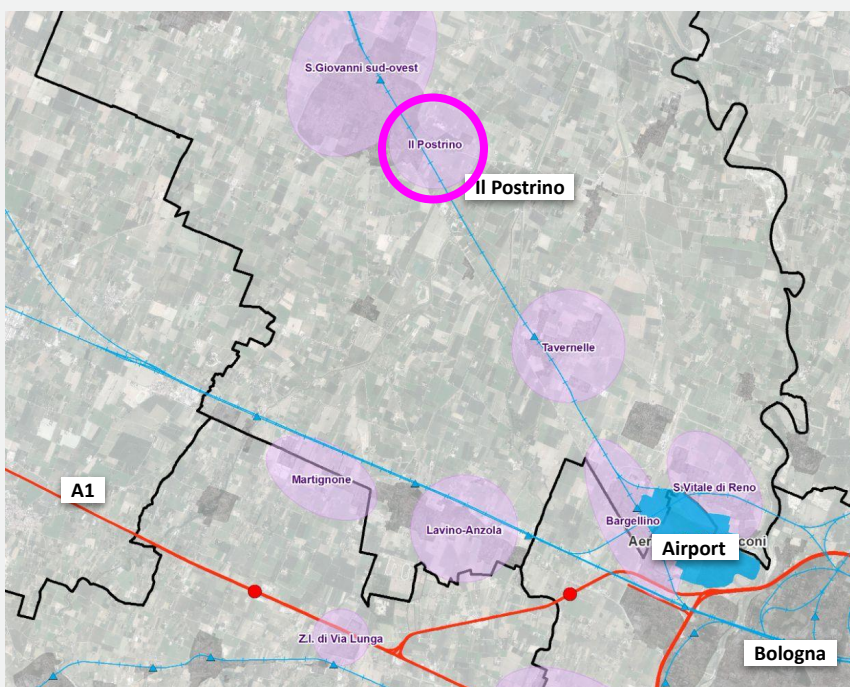 S.Giovanni sud-ovest
Il Postrino
Il Postrino
Tavernelle
Martignone
A1
S.Vitale di Reno
Lavino-Anzola
Bargellino
Airport
Z.I. di Via Lunga
Bologna